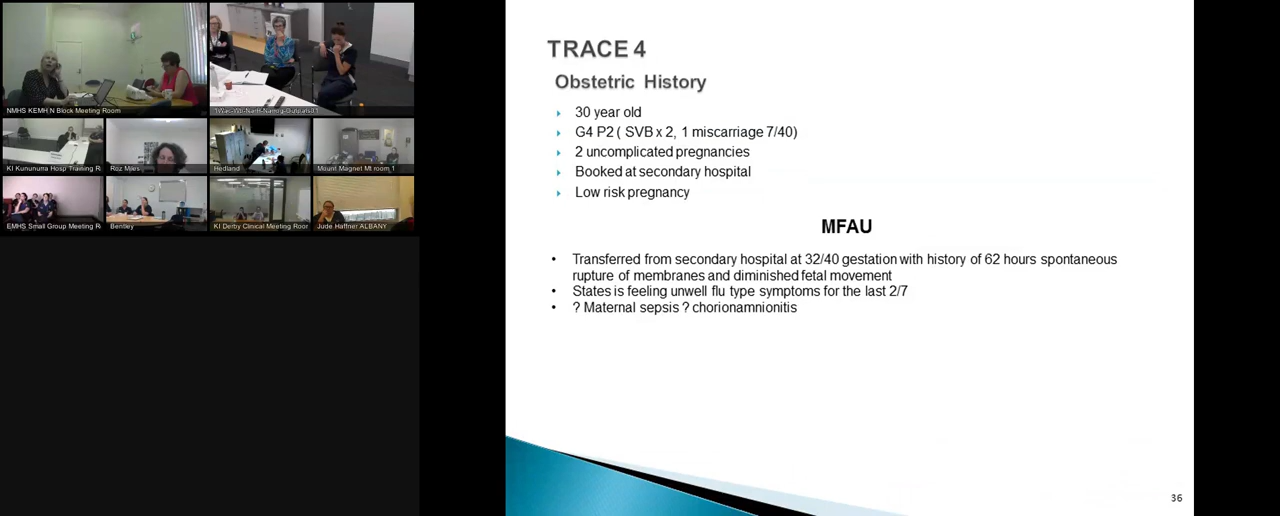 NMHS KEMH N Block Meeting Room
KI Kununurra Hosp Training R
Roz Miles
Hedland
Mount Magnet Mt room 1
EMHS Small Group Meeting R
Bentley
KI Derby Clinical Meeting Roor
Jude Haffner ALBANY
TRACE 4
Obstetric History
30 year old
G4 P2 ( SVB x 2, 1 miscarriage 7/40)
2 uncomplicated pregnancies
Booked at secondary hospital
Low risk pregnancy
MFAU
• Transferred from secondary hospital at 32/40 gestation with history of 62 hours spontaneous
rupture of membranes and diminished fetal movement
• States is feeling unwell flu type symptoms for the last 2/7
• ? Maternal sepsis ? chorionamnionitis
36